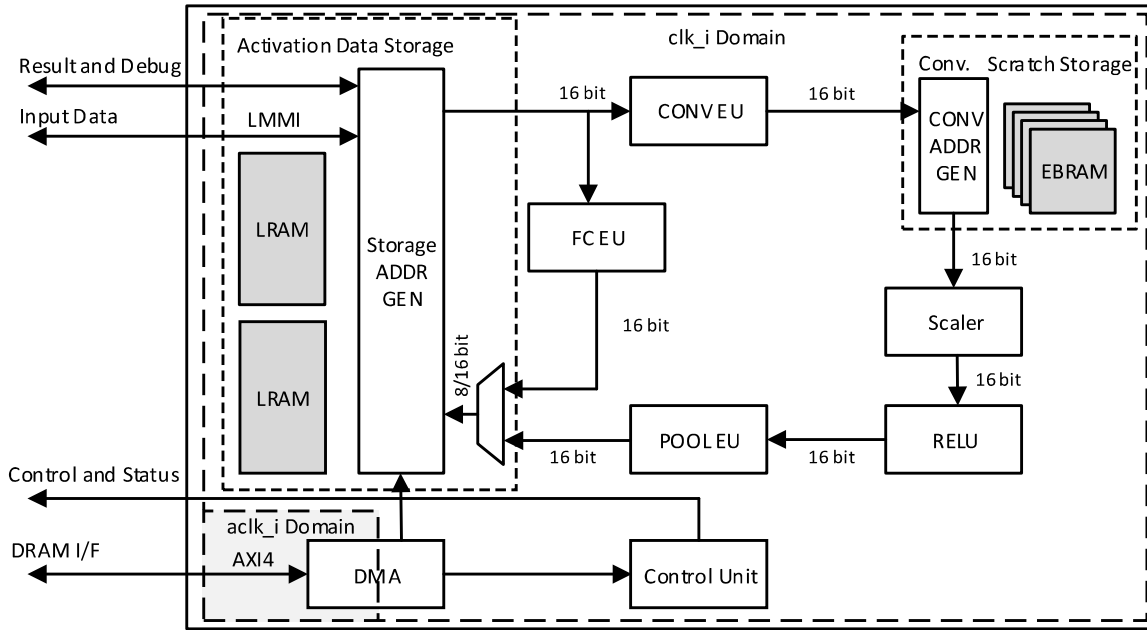 Activation Data Storage
clk_i Domain
Result and Debug
Input Data
LMMI
LRAM
LRAM
Storage
ADDR
GEN
16 bit
CONV EU
16 bit
Conv. Scratch Storage
CONV
ADDR
GEN
EBRAM
FC EU
16 bit
16 bit
Scaler
16 bit
8/16 bit
16 bit
POOL EU
16 bit
RELU
Control and Status
aclk_i Domain
DRAM I/F
AXI4
DMA
Control Unit